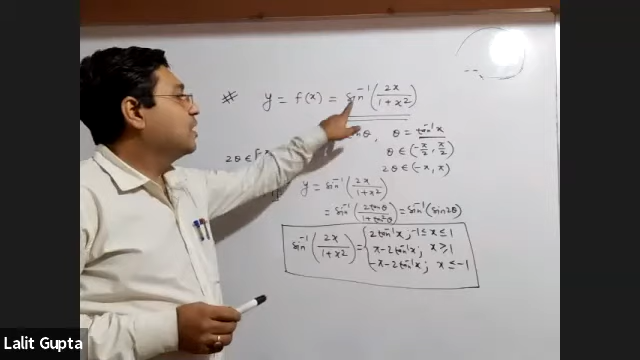 # y = f(x) = sin⁻¹(2x/1+x²)
θ, θ = tan⁻¹x
θ ∈ (-π/2, π/2)
2θ ∈ 2θ ∈ (-π, π)
y = sin⁻¹(2x/1+x²)
= sin⁻¹(2tanθ/1+tan²θ) = sin⁻¹(sin2θ)
sin⁻¹(2x/1+x²) = { 2tan⁻¹x ; -1 ≤ x ≤ 1
π - 2tan⁻¹x ; x ≥ 1
-π - 2tan⁻¹x ; x ≤ -1
Lalit Gupta